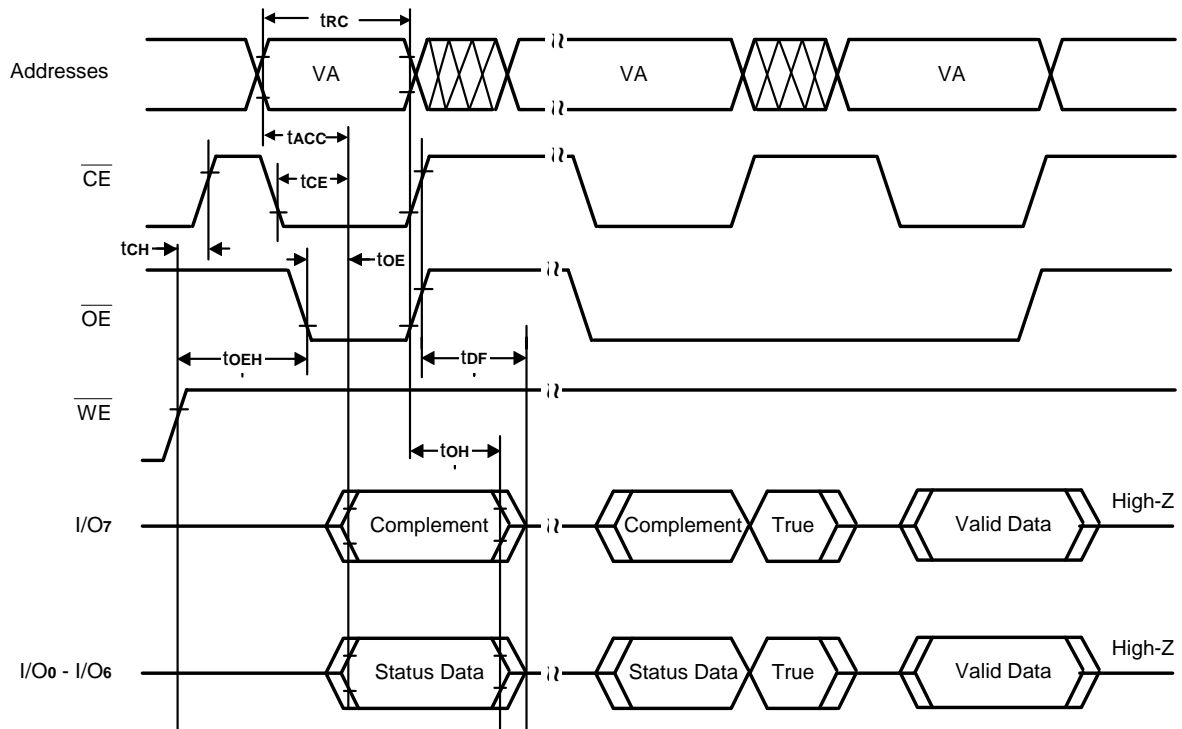 tRC
Addresses VA VA VA
tACC
CE
tCE
tCH
tOE
OE
tOEH tDF
WE
tOH
I/O7 Complement Complement True Valid Data High-Z
I/O0 - I/O6 Status Data Status Data True Valid Data High-Z